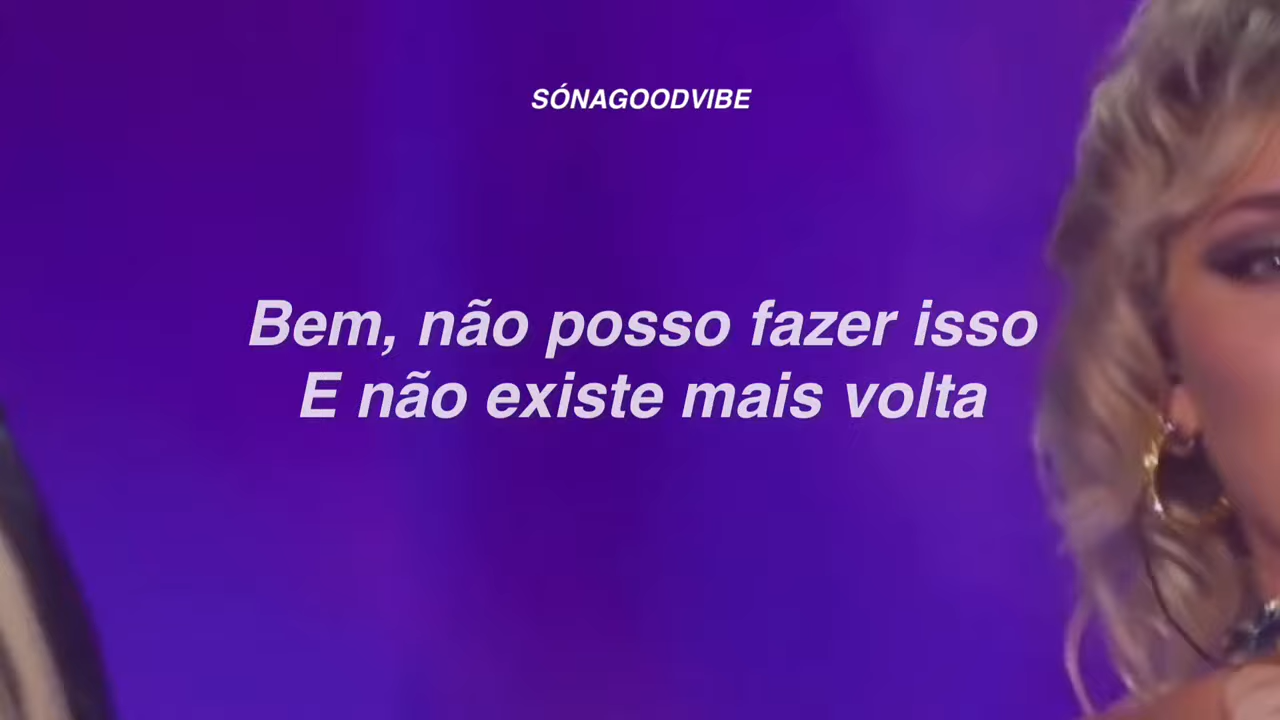 SÓNAGOODVIBE
Bem, não posso fazer isso
E não existe mais volta